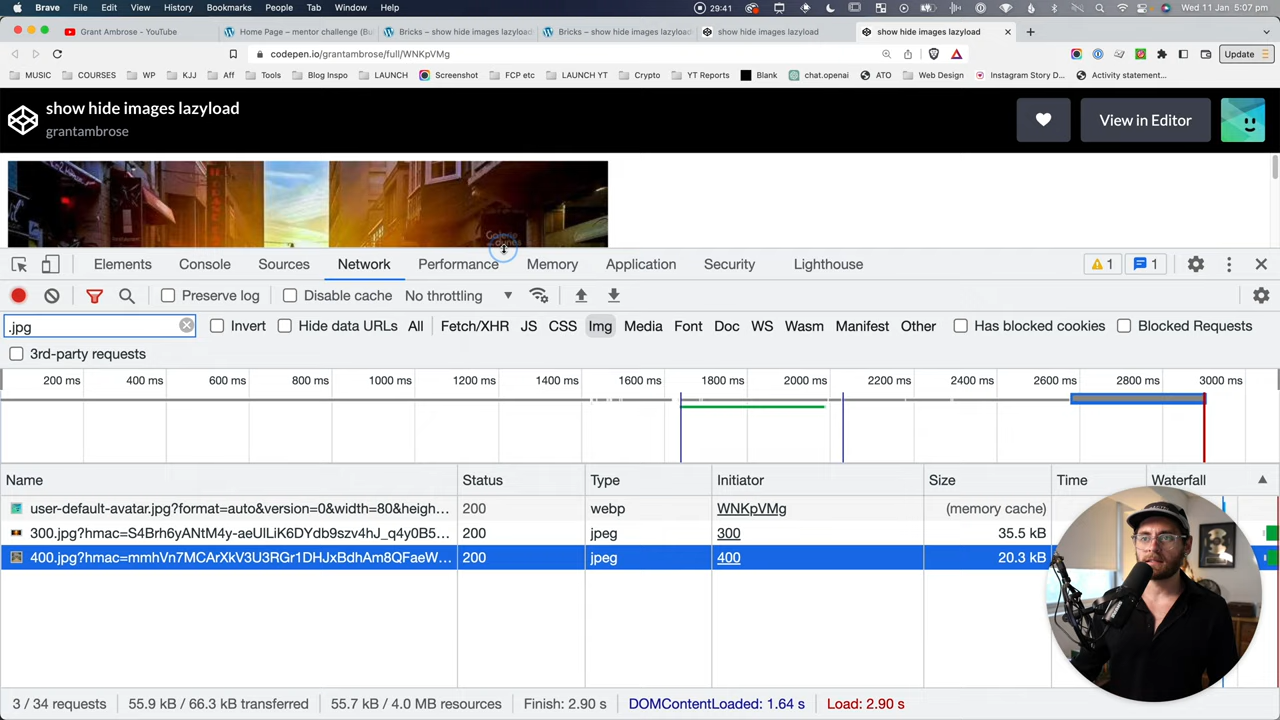 Brave File Edit View History Bookmarks People Tab Window Help 29:41 Wed 11 Jan 5:07 pm
Grant Ambrose - YouTube Home Page – mentor challenge (Bu Bricks – show hide images lazyload Bricks – show hide images lazyload show hide images lazyload show hide images lazyload
codepen.io/grantambrose/full/WNKpVMg Update
MUSIC COURSES WP KJJ Aff Tools Blog Inspo LAUNCH Screenshot FCP etc LAUNCH YT Crypto YT Reports Blank chat.openai ATO Web Design Instagram Story D... Activity statement...
show hide images lazyload
grantambrose
View in Editor
Galerie
Elements Console Sources Network Performance Memory Application Security Lighthouse 1 1
Preserve log Disable cache No throttling
.jpg Invert Hide data URLs All Fetch/XHR JS CSS Img Media Font Doc WS Wasm Manifest Other Has blocked cookies Blocked Requests
3rd-party requests
200 ms 400 ms 600 ms 800 ms 1000 ms 1200 ms 1400 ms 1600 ms 1800 ms 2000 ms 2200 ms 2400 ms 2600 ms 2800 ms 3000 ms
Name Status Type Initiator Size Time Waterfall
user-default-avatar.jpg?format=auto&version=0&width=80&heigh... 200 webp WNKpVMg (memory cache)
300.jpg?hmac=S4Brh6yANtM4y-aeUlLiK6DYdb9szv4hJ_q4y0B5... 200 jpeg 300 35.5 kB
400.jpg?hmac=mmhVn7MCArXkV3U3RGr1DHJxBdhAm8QFaeW... 200 jpeg 400 20.3 kB
3 / 34 requests 55.9 kB / 66.3 kB transferred 55.7 kB / 4.0 MB resources Finish: 2.90 s DOMContentLoaded: 1.64 s Load: 2.90 s